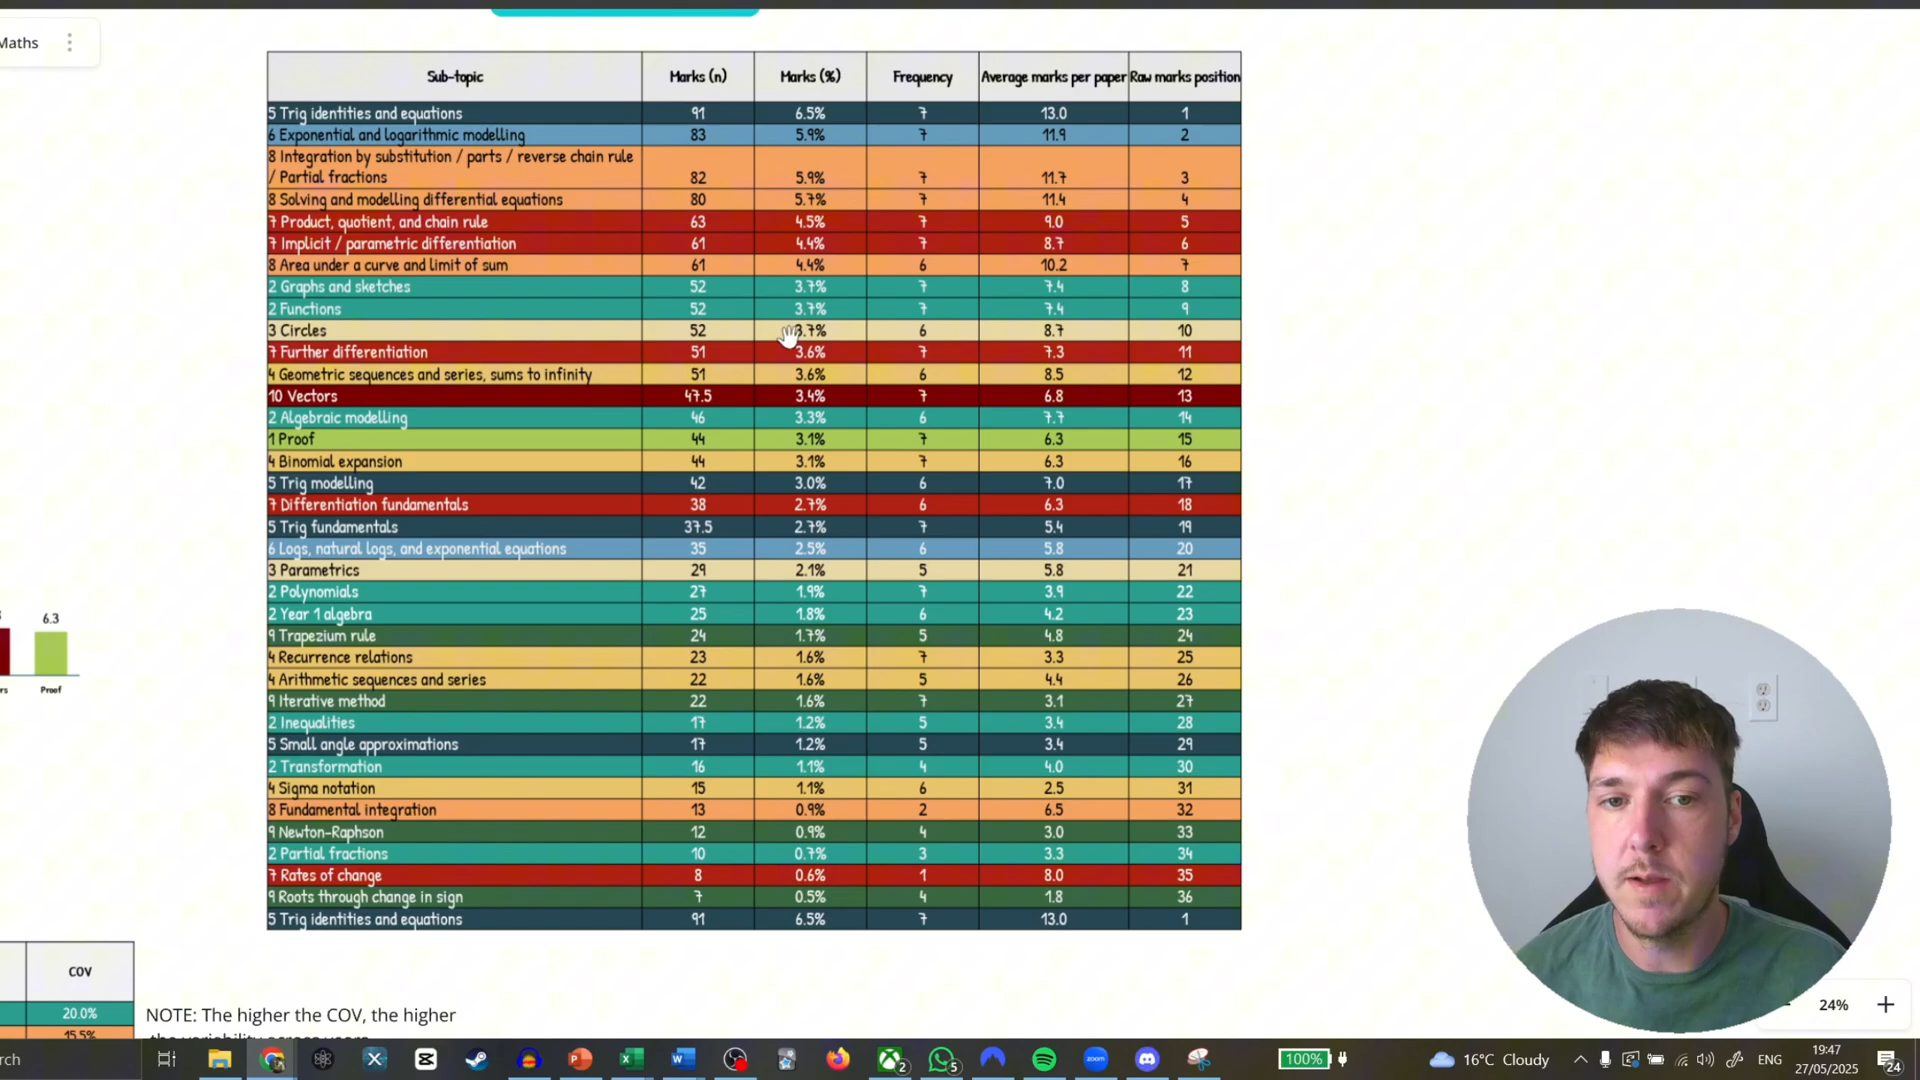 Maths
Sub-topic Marks (n) Marks (%) Frequency Average marks per paper Raw marks position
5 Trig identities and equations 91 6.5% 7 13.0 1
6 Exponential and logarithmic modelling 83 5.9% 7 11.9 2
8 Integration by substitution / parts / reverse chain rule
/ Partial fractions 82 5.9% 7 11.7 3
8 Solving and modelling differential equations 80 5.7% 7 11.4 4
7 Product, quotient, and chain rule 63 4.5% 7 9.0 5
7 Implicit / parametric differentiation 61 4.4% 7 8.7 6
8 Area under a curve and limit of sum 61 4.4% 6 10.2 7
2 Graphs and sketches 52 3.7% 7 7.4 8
2 Functions 52 3.7% 7 7.4 9
3 Circles 52 3.7% 6 8.7 10
7 Further differentiation 51 3.6% 7 7.3 11
4 Geometric sequences and series, sums to infinity 51 3.6% 6 8.5 12
10 Vectors 47.5 3.4% 7 6.8 13
2 Algebraic modelling 46 3.3% 6 7.7 14
1 Proof 44 3.1% 7 6.3 15
4 Binomial expansion 44 3.1% 7 6.3 16
5 Trig modelling 42 3.0% 6 7.0 17
7 Differentiation fundamentals 38 2.7% 6 6.3 18
5 Trig fundamentals 37.5 2.7% 7 5.4 19
6 Logs, natural logs, and exponential equations 35 2.5% 6 5.8 20
3 Parametrics 29 2.1% 5 5.8 21
2 Polynomials 27 1.9% 7 3.9 22
2 Year 1 algebra 25 1.8% 6 4.2 23
9 Trapezium rule 24 1.7% 5 4.8 24
4 Recurrence relations 23 1.6% 7 3.3 25
4 Arithmetic sequences and series 22 1.6% 5 4.4 26
9 Iterative method 22 1.6% 7 3.1 27
2 Inequalities 17 1.2% 5 3.4 28
5 Small angle approximations 17 1.2% 5 3.4 29
2 Transformation 16 1.1% 4 4.0 30
4 Sigma notation 15 1.1% 6 2.5 31
8 Fundamental integration 13 0.9% 2 6.5 32
9 Newton-Raphson 12 0.9% 4 3.0 33
2 Partial fractions 10 0.7% 3 3.3 34
7 Rates of change 8 0.6% 1 8.0 35
9 Roots through change in sign 7 0.5% 4 1.8 36
5 Trig identities and equations 91 6.5% 7 13.0 1
6.3
Proof
COV
20.0%
15.5%
NOTE: The higher the COV, the higher
24%
100%
16°C Cloudy
ENG
19:47
27/05/2025
24
2
5
zoom